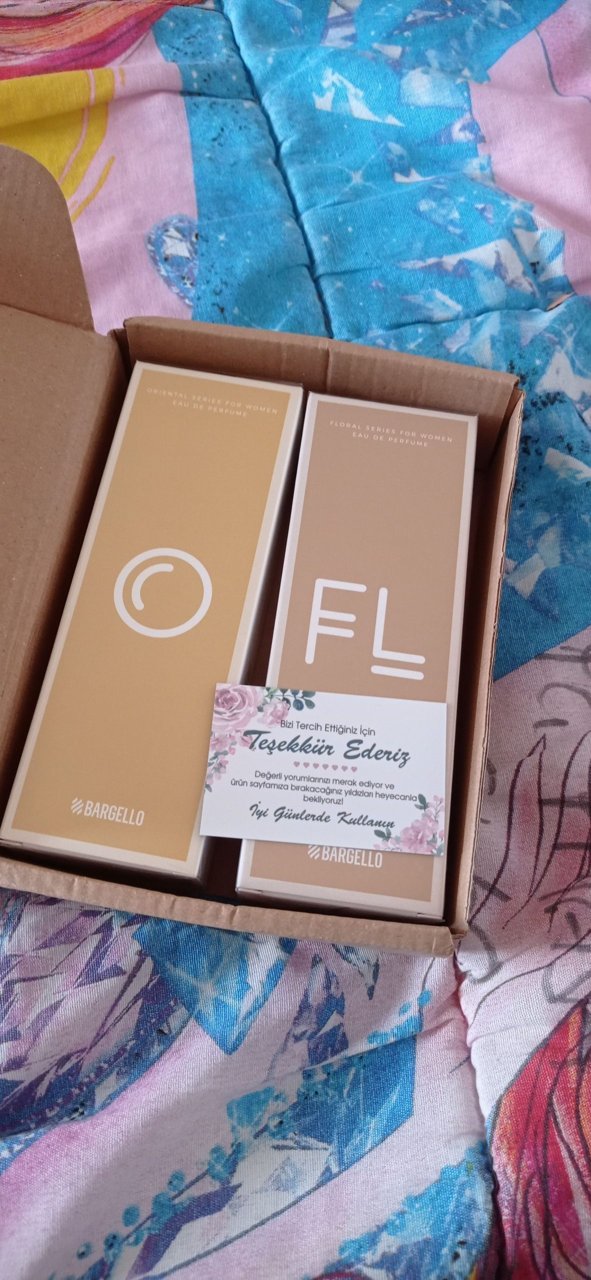 ORIENTAL SERIES FOR WOMEN
EAU DE PERFUME
O
BARGELLO
FLORAL SERIES FOR WOMEN
EAU DE PERFUME
FL
Bizi Tercih Ettiğiniz İçin
Teşekkür Ederiz
Değerli yorumlarınızı merak ediyor ve
ürün sayfamıza bırakacağınız yıldızları heyecanla
bekliyoruz!
İyi Günlerde Kullanın
BARGELLO